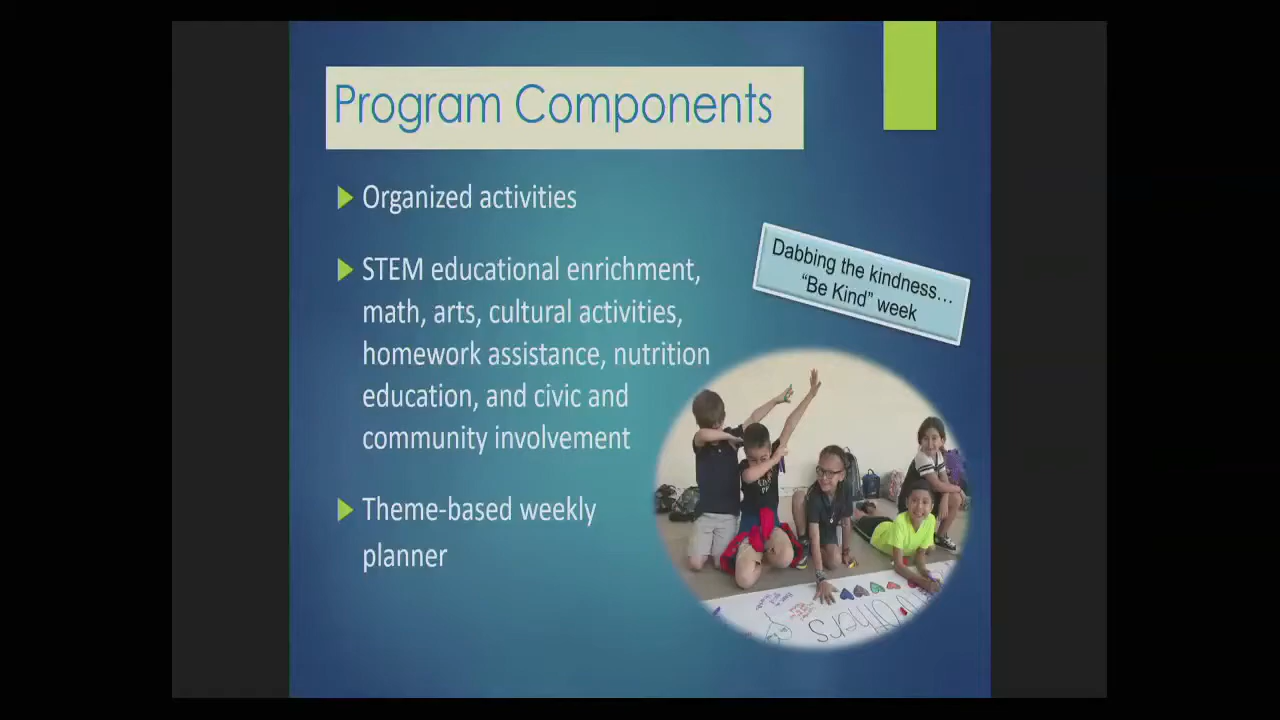 Program Components
Organized activities
STEM educational enrichment,
math, arts, cultural activities,
homework assistance, nutrition
education, and civic and
community involvement
Theme-based weekly
planner
Dabbing the kindness…
“Be Kind” week
Others